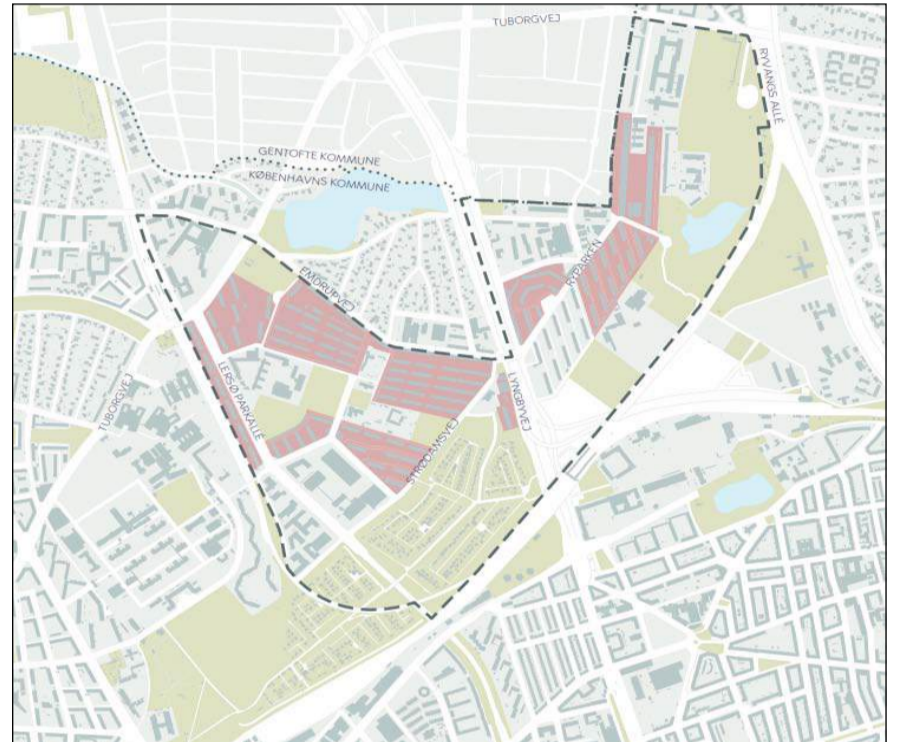 TUBORGVEJ
RYVANGS ALLÉ
GENTOFTE KOMMUNE
KØBENHAVNS KOMMUNE
RYPARKEN
EMDRUPVEJ
LERSØ PARKALLÉ
TUBORGVEJ
LYNGBYVEJ
STRØDAMSVEJ